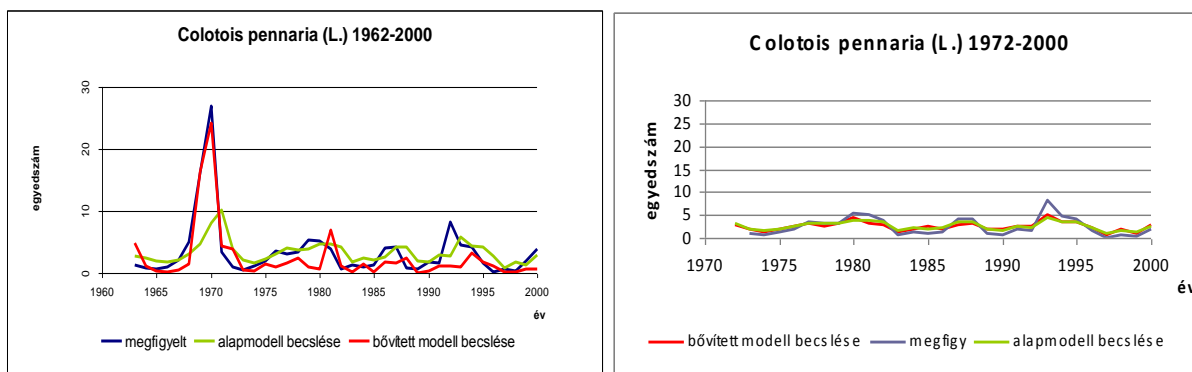 Colotois pennaria (L.) 1962-2000
egyedszám
30
20
10
0
1960 1965 1970 1975 1980 1985 1990 1995 2000
év
megfigyelt alapmodell becslése bővített modell becslése
Colotois pennaria (L.) 1972-2000
egyedszám
30
25
20
15
10
5
0
1970 1975 1980 1985 1990 1995 2000
év
bővített modell becslése megfigy alapmodell becslése